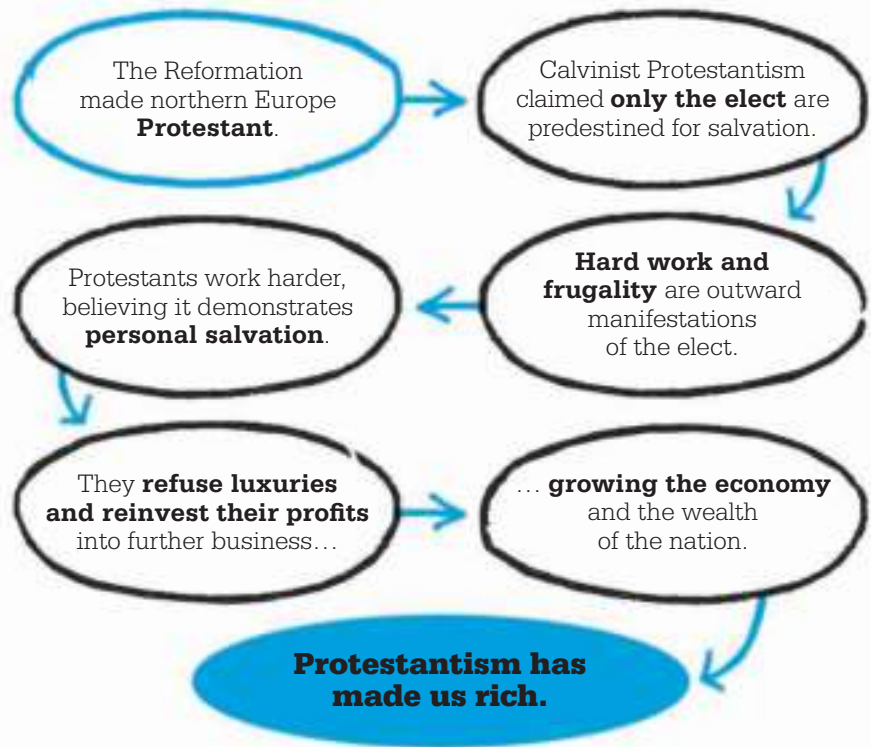 The Reformation
made northern Europe
Protestant.
Calvinist Protestantism
claimed only the elect are
predestined for salvation.
Hard work and
frugality are outward
manifestations
of the elect.
Protestants work harder,
believing it demonstrates
personal salvation.
They refuse luxuries
and reinvest their profits
into further business...
... growing the economy
and the wealth
of the nation.
Protestantism has
made us rich.